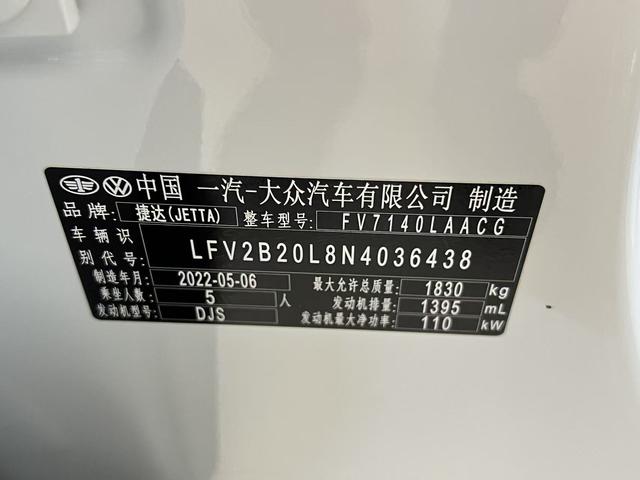 中国 一汽-大众汽车有限公司 制造
品牌: 捷达(JETTA) 整车型号: FV7140LAACG
车辆识别代号: LFV2B20L8N4036438
制造年月: 2022-05-06 最大允许总质量: 1830 kg
乘坐人数: 5 人 发动机排量: 1395 mL
发动机型号: DJS 发动机最大净功率: 110 kW